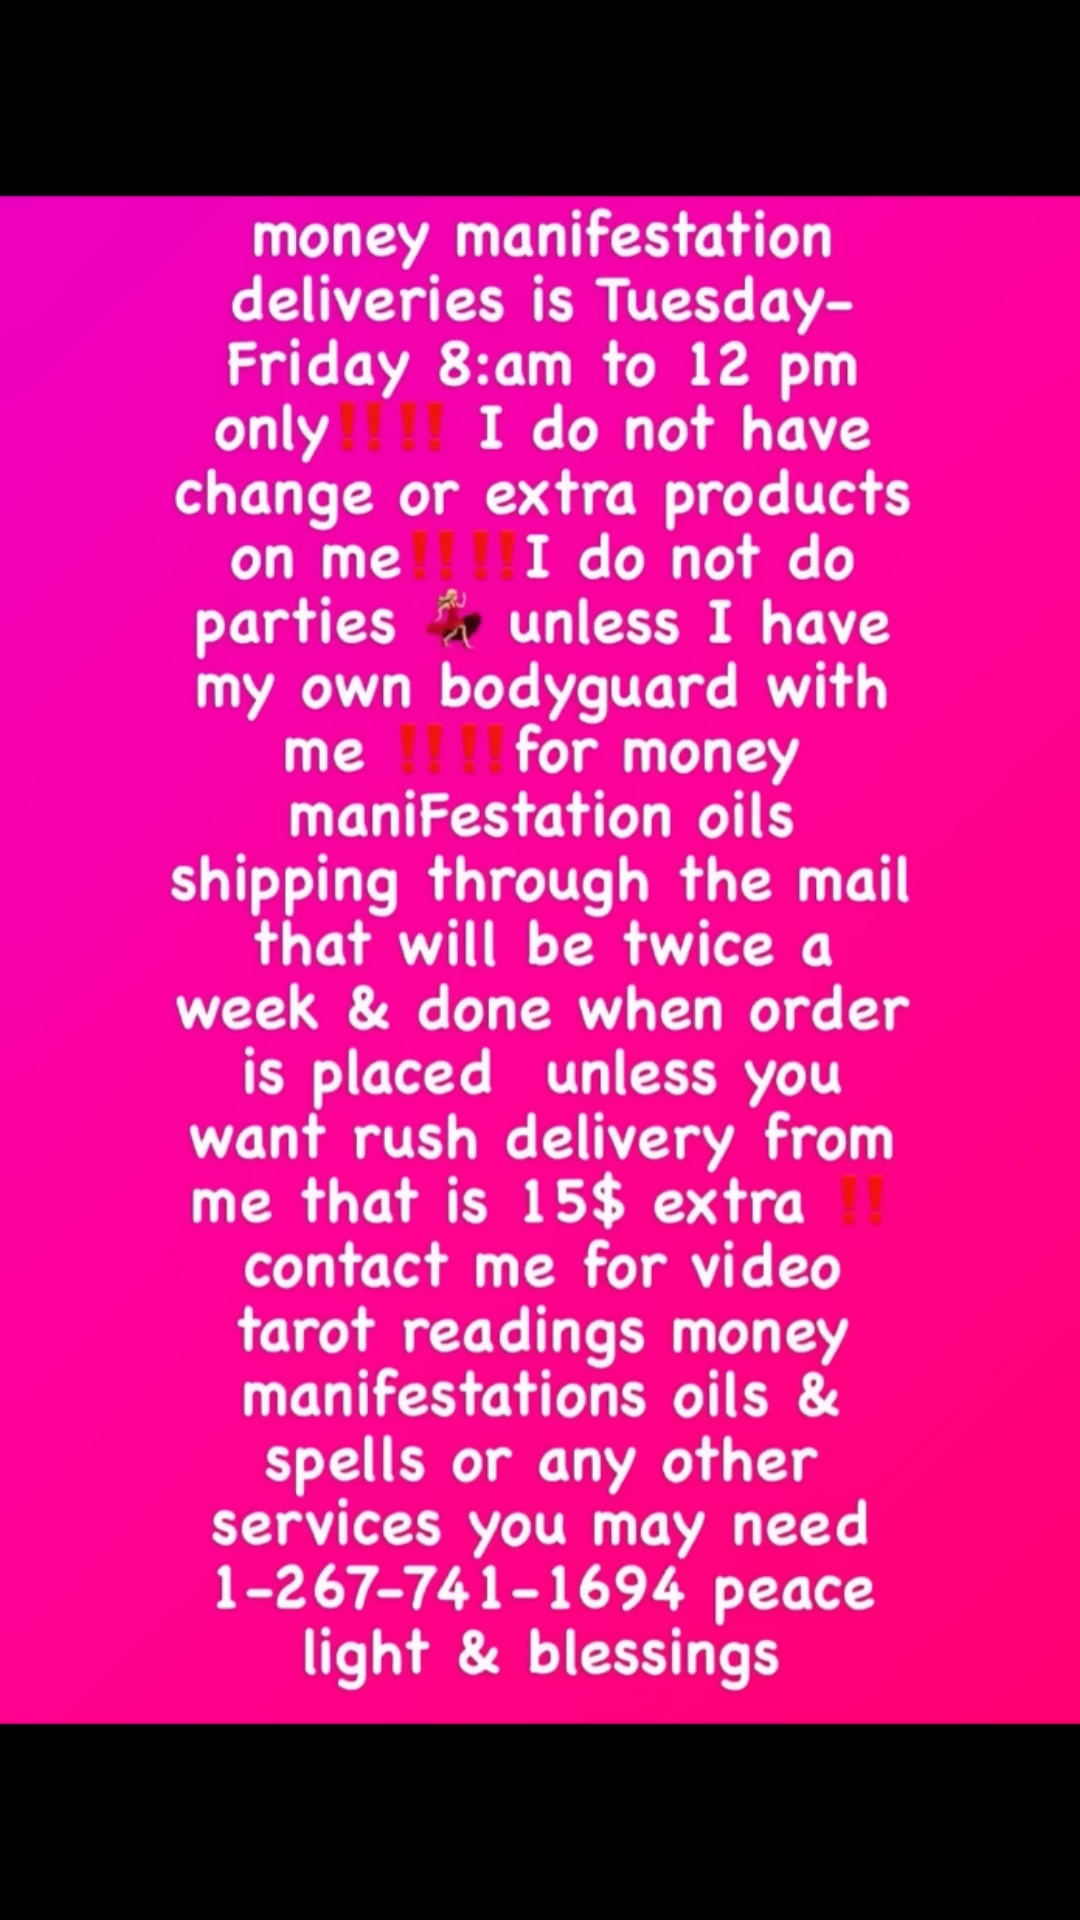 money manifestation
deliveries is Tuesday-
Friday 8:am to 12 pm
only‼️‼️ I do not have
change or extra products
on me‼️‼️I do not do
parties 💃🏼 unless I have
my own bodyguard with
me ‼️‼️for money
maniFestation oils
shipping through the mail
that will be twice a
week & done when order
is placed  unless you
want rush delivery from
me that is 15$ extra ‼️
contact me for video
tarot readings money
manifestations oils &
spells or any other
services you may need
1-267-741-1694 peace
light & blessings